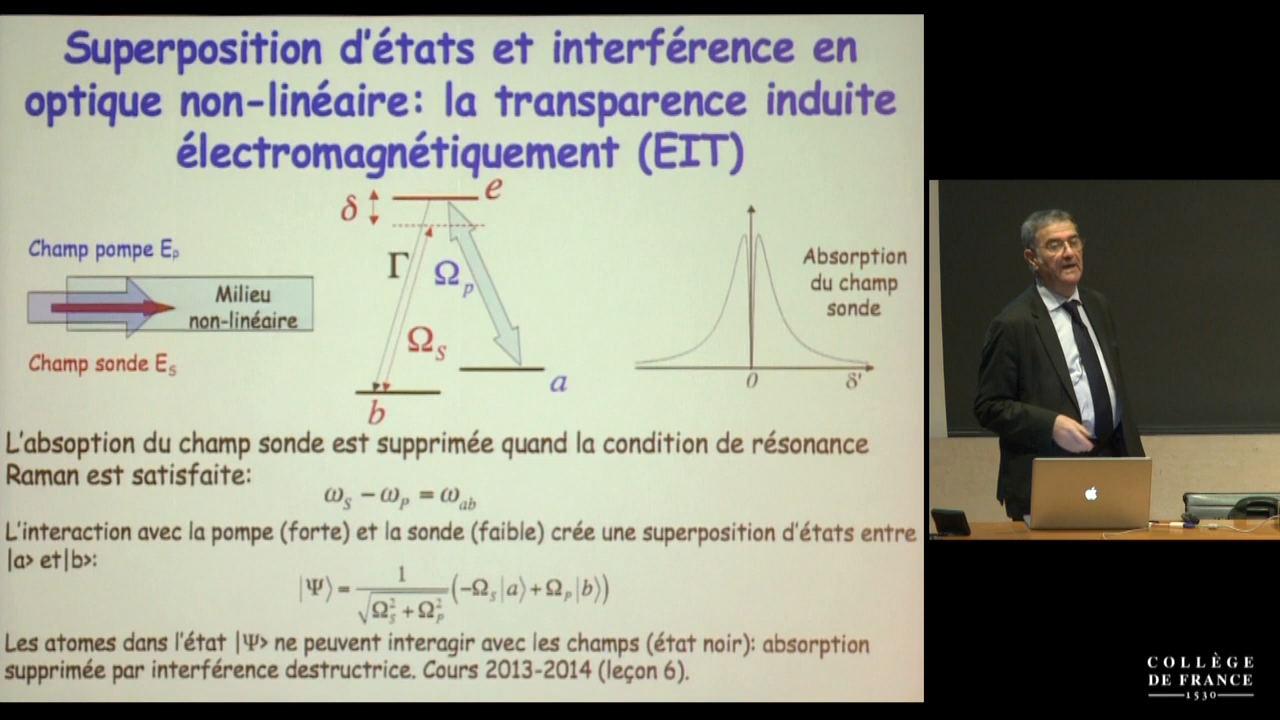 Superposition d'états et interférence en
optique non-linéaire: la transparence induite
électromagnétiquement (EIT)
δ
e
Champ pompe Eₚ
Γ
Ωₚ
Absorption
du champ
sonde
Milieu
non-linéaire
Ωₛ
Champ sonde Eₛ
a
b
0
δ'
L'absoption du champ sonde est supprimée quand la condition de résonance
Raman est satisfaite:
ωₛ − ωₚ = ωab
L'interaction avec la pompe (forte) et la sonde (faible) crée une superposition d'états entre
|a> et|b>:
|Ψ⟩ = 1/√(Ωₛ² + Ωₚ²) (−Ωₛ|a⟩ + Ωₚ|b⟩)
Les atomes dans l'état |Ψ> ne peuvent interagir avec les champs (état noir): absorption
supprimée par interférence destructrice. Cours 2013-2014 (leçon 6).
COLLÈGE
DE FRANCE
1530